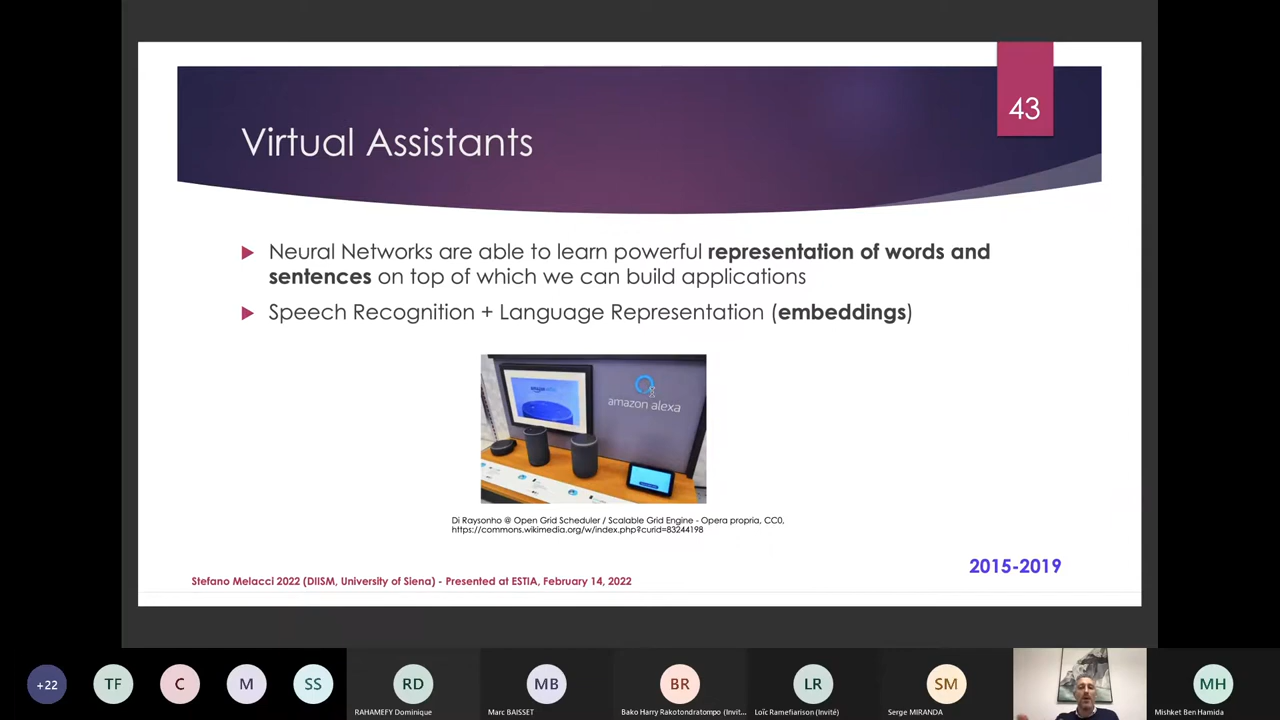 43
Virtual Assistants
Neural Networks are able to learn powerful representation of words and
sentences on top of which we can build applications
Speech Recognition + Language Representation (embeddings)
amazon alexa
Di Raysonho @ Open Grid Scheduler / Scalable Grid Engine - Opera propria, CC0,
https://commons.wikimedia.org/w/index.php?curid=83244198
2015-2019
Stefano Melacci 2022 (DIISM, University of Siena) - Presented at ESTIA, February 14, 2022
+22
TF
C
M
SS
RD
MB
BR
LR
SM
MH
RAHAMEFY Dominique
Marc BAISSET
Bako Harry Rakotondratompo (Invit...
Loïc Ramefiarison (Invité)
Serge MIRANDA
Mishket Ben Hamida